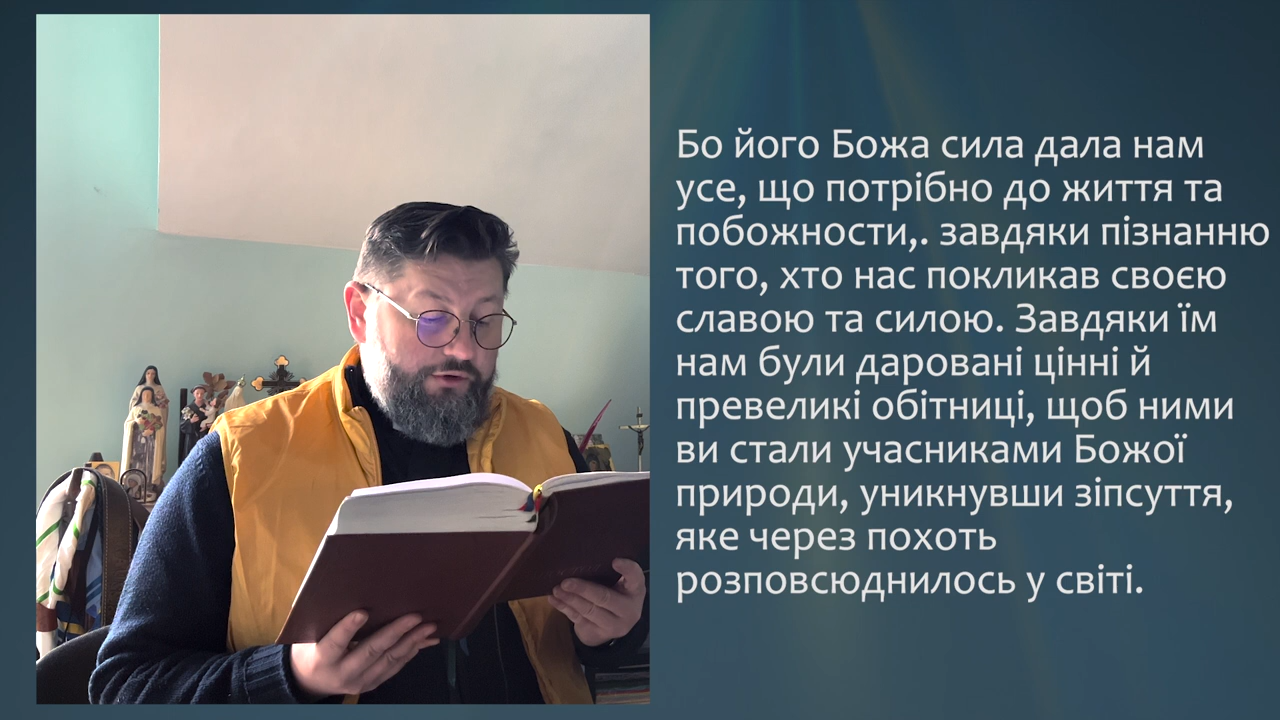 Бо його Божа сила дала нам
усе, що потрібно до життя та
побожности,. завдяки пізнанню
того, хто нас покликав своєю
славою та силою. Завдяки їм
нам були даровані цінні й
превеликі обітниці, щоб ними
ви стали учасниками Божої
природи, уникнувши зіпсуття,
яке через похоть
розповсюднилось у світі.